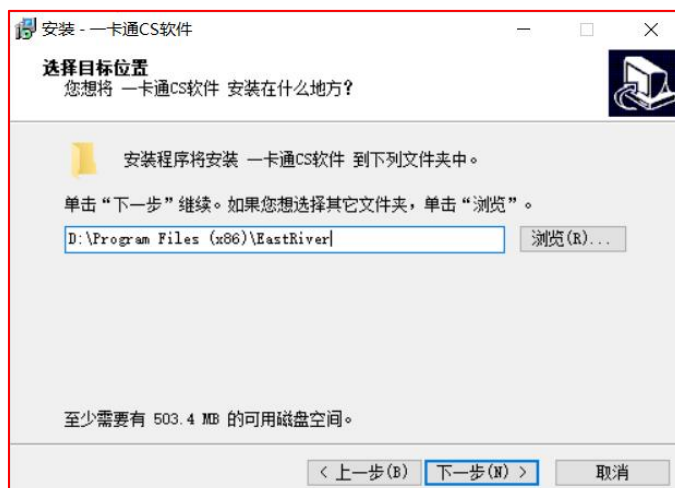 安装 - 一卡通CS软件
选择目标位置
您想将 一卡通CS软件 安装在什么地方？
安装程序将安装 一卡通CS软件 到下列文件夹中。
单击“下一步”继续。如果您想选择其它文件夹，单击“浏览”。
D:\Program Files (x86)\EastRiver
浏览(R)...
至少需要有 503.4 MB 的可用磁盘空间。
< 上一步(B) 下一步(N) > 取消